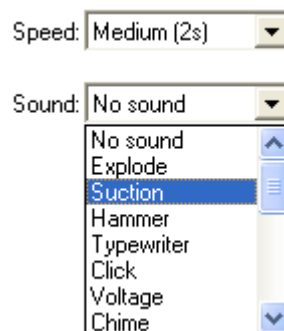 Speed: Medium (2s)
Sound: No sound
No sound
Explode
Suction
Hammer
Typewriter
Click
Voltage
Chime